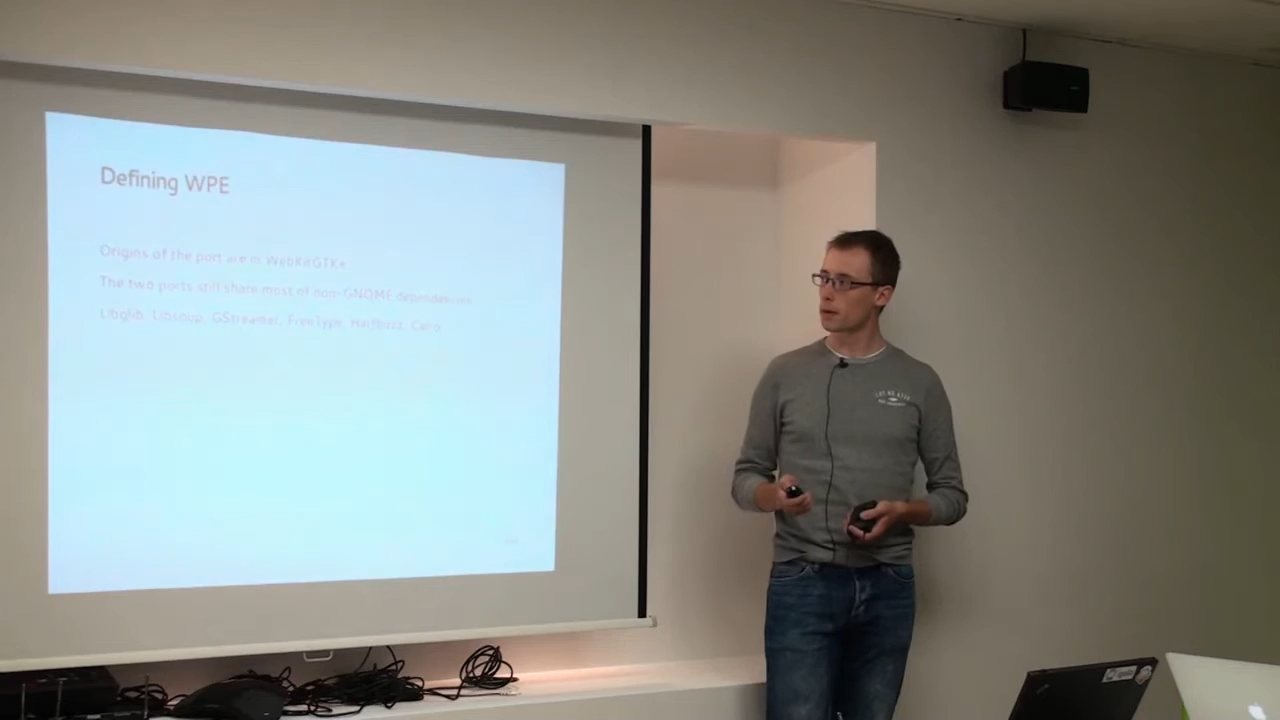 Defining WPE
Origins of the port are in WebKitGTK+
The two ports still share most of non-GNOME dependencies
Libglib, Libsoup, GStreamer, FreeType, Harfbuzz, Cairo